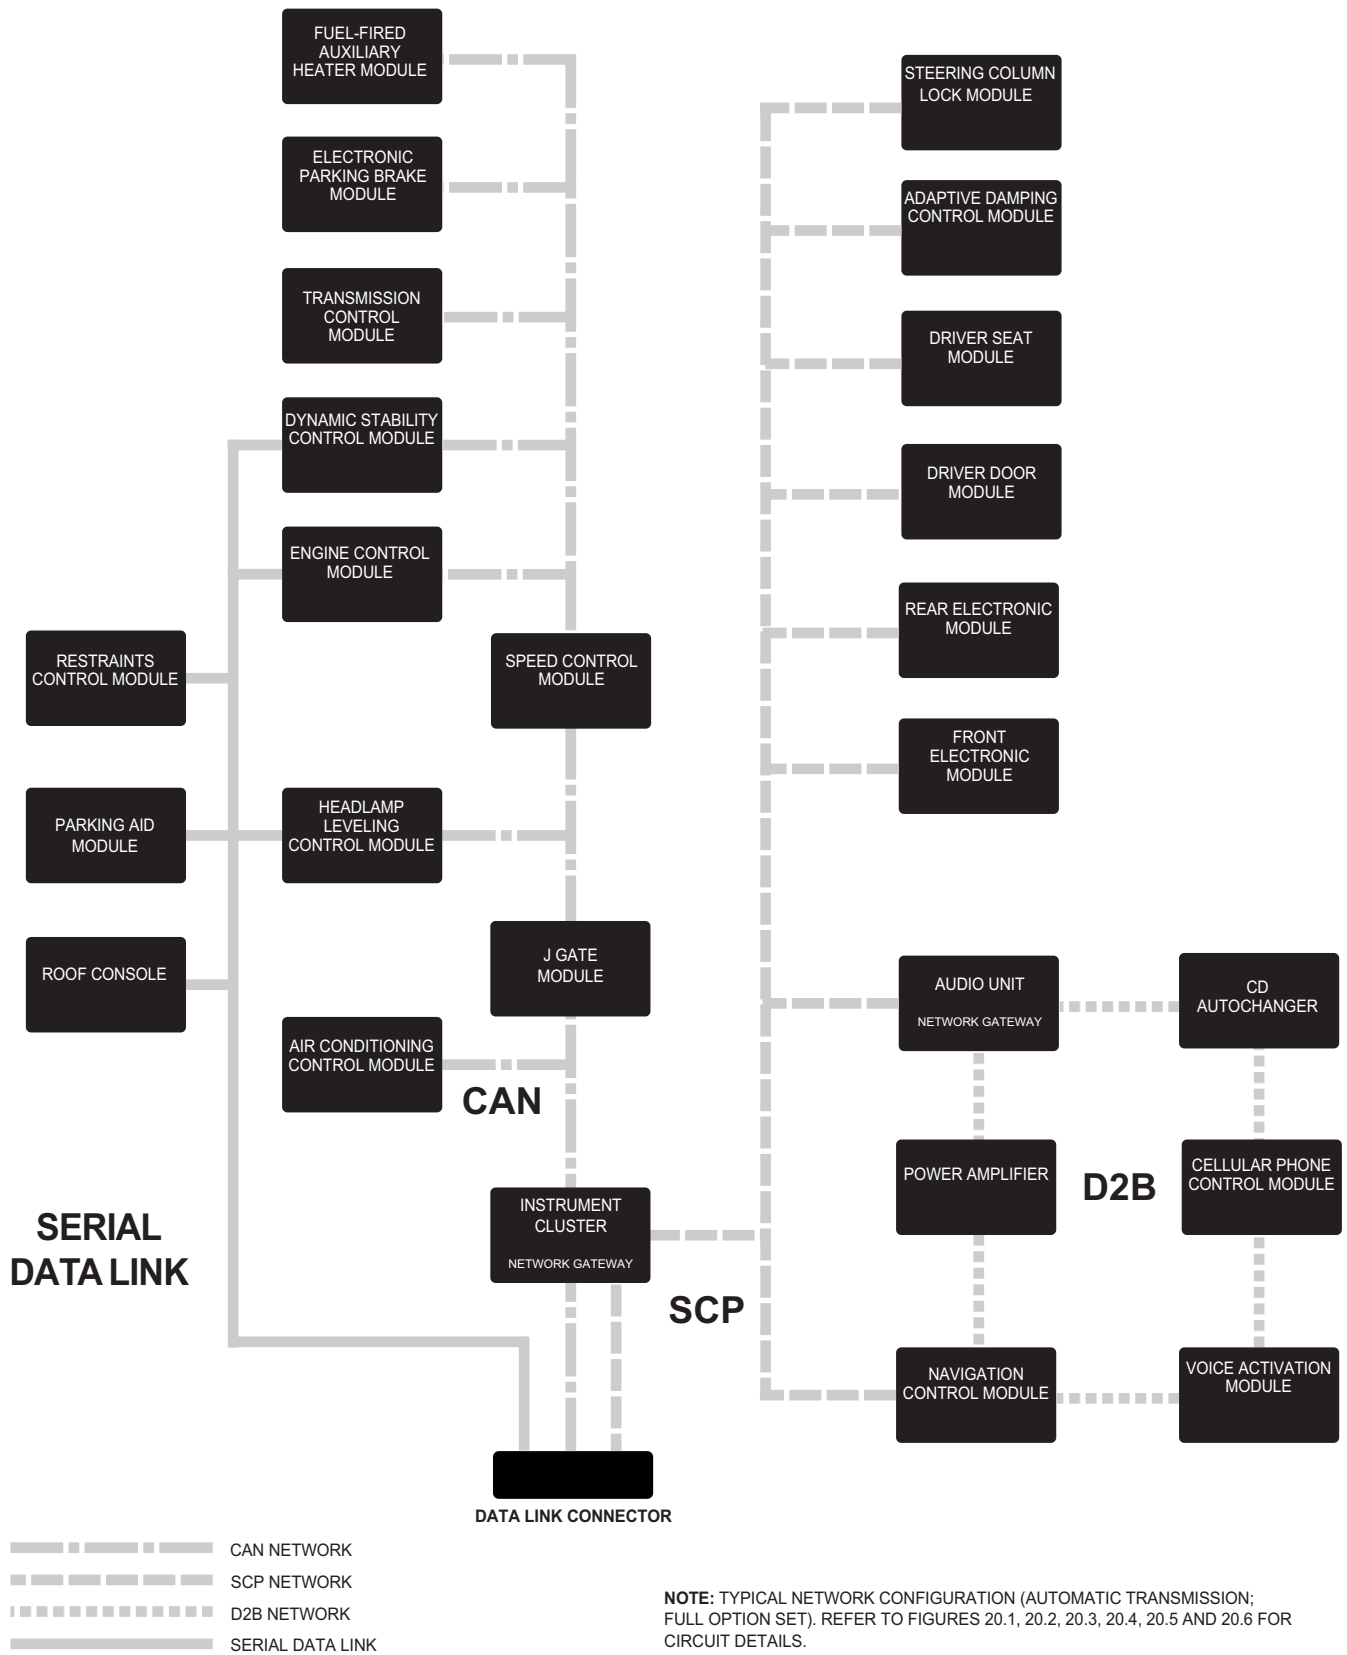 FUEL-FIRED
AUXILIARY
HEATER MODULE
STEERING COLUMN
LOCK MODULE
ELECTRONIC
PARKING BRAKE
MODULE
ADAPTIVE DAMPING
CONTROL MODULE
TRANSMISSION
CONTROL
MODULE
DRIVER SEAT
MODULE
DYNAMIC STABILITY
CONTROL MODULE
DRIVER DOOR
MODULE
ENGINE CONTROL
MODULE
REAR ELECTRONIC
MODULE
RESTRAINTS
CONTROL MODULE
SPEED CONTROL
MODULE
FRONT
ELECTRONIC
MODULE
PARKING AID
MODULE
HEADLAMP
LEVELING
CONTROL MODULE
ROOF CONSOLE
J GATE
MODULE
AUDIO UNIT
NETWORK GATEWAY
CD
AUTOCHANGER
AIR CONDITIONING
CONTROL MODULE
CAN
POWER AMPLIFIER
D2B
CELLULAR PHONE
CONTROL MODULE
SERIAL
DATA LINK
INSTRUMENT
CLUSTER
NETWORK GATEWAY
SCP
NAVIGATION
CONTROL MODULE
VOICE ACTIVATION
MODULE
DATA LINK CONNECTOR
CAN NETWORK
SCP NETWORK
D2B NETWORK
SERIAL DATA LINK
NOTE: TYPICAL NETWORK CONFIGURATION (AUTOMATIC TRANSMISSION;
FULL OPTION SET). REFER TO FIGURES 20.1, 20.2, 20.3, 20.4, 20.5 AND 20.6 FOR
CIRCUIT DETAILS.